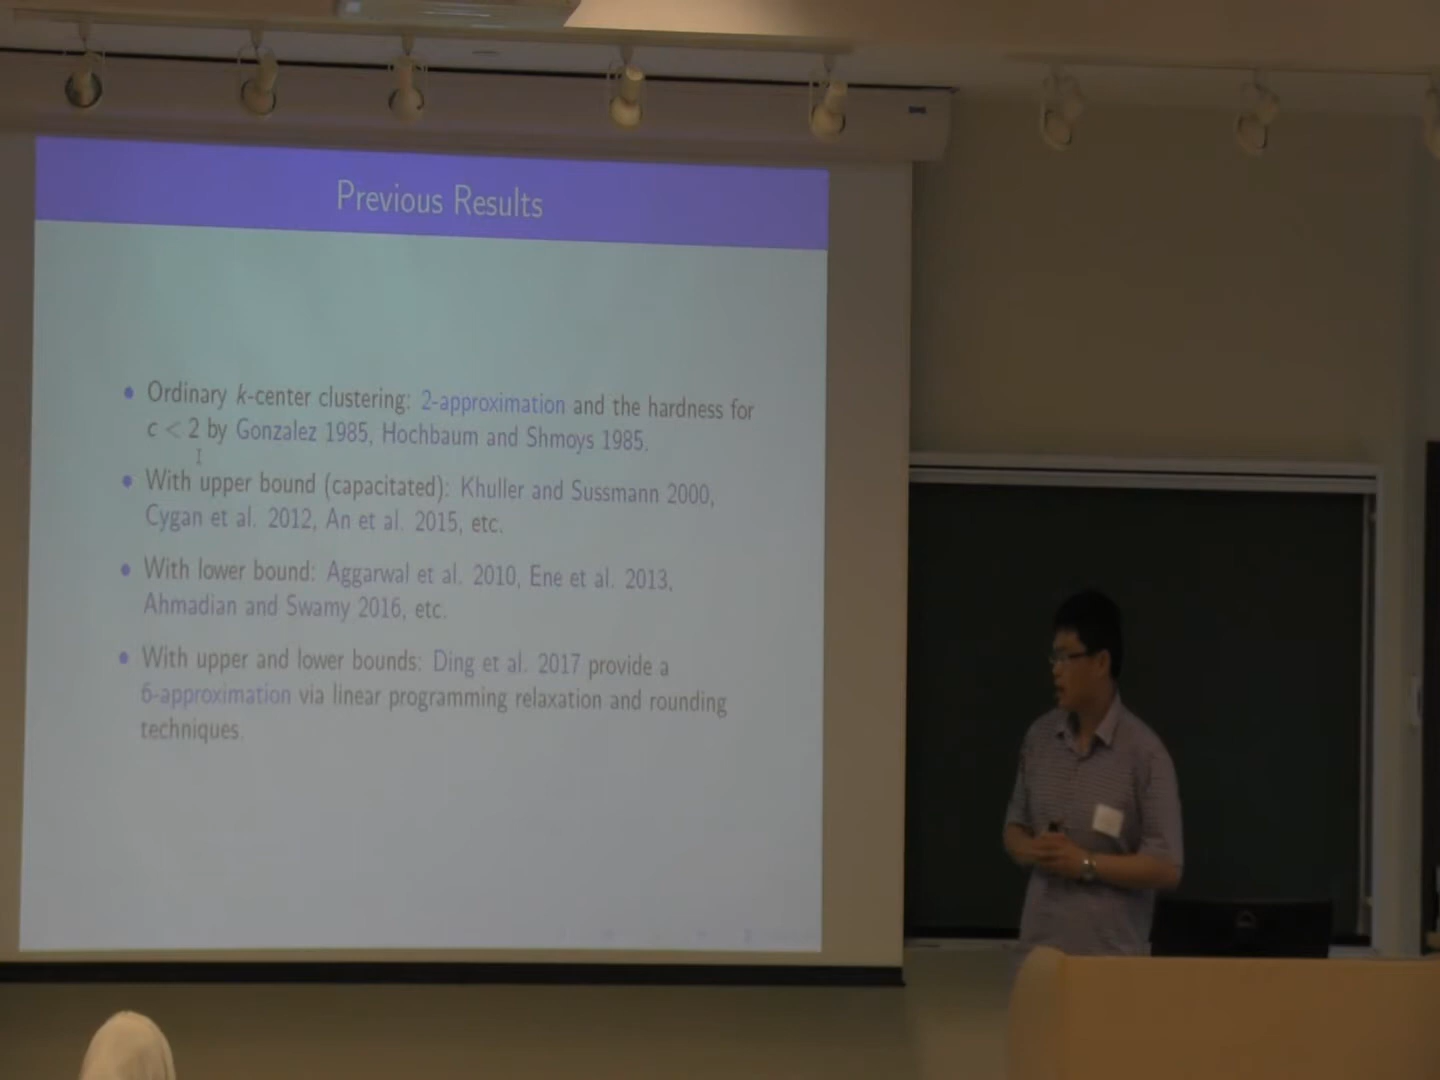 Previous Results
• Ordinary k-center clustering: 2-approximation and the hardness for
c < 2 by Gonzalez 1985, Hochbaum and Shmoys 1985.
• With upper bound (capacitated): Khuller and Sussmann 2000,
Cygan et al. 2012, An et al. 2015, etc.
• With lower bound: Aggarwal et al. 2010, Ene et al. 2013,
Ahmadian and Swamy 2016, etc.
• With upper and lower bounds: Ding et al. 2017 provide a
6-approximation via linear programming relaxation and rounding
techniques.